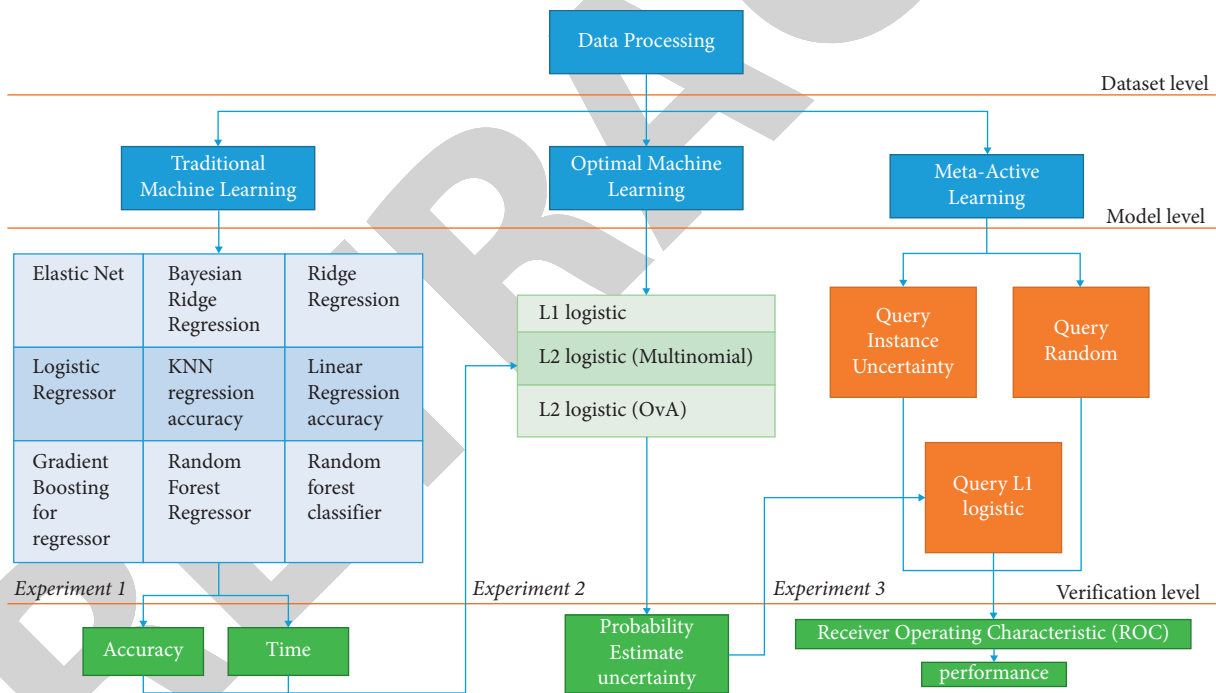 Data Processing
Dataset level
Traditional
Machine Learning
Optimal Machine
Learning
Meta-Active
Learning
Model level
Elastic Net
Bayesian
Ridge
Regression
Ridge
Regression
Logistic
Regressor
KNN
regression
accuracy
Linear
Regression
accuracy
Gradient
Boosting
for
regressor
Random
Forest
Regressor
Random
forest
classifier
L1 logistic
L2 logistic (Multinomial)
L2 logistic (OvA)
Query
Instance
Uncertainty
Query
Random
Query L1
logistic
Experiment 1
Experiment 2
Experiment 3
Verification level
Accuracy
Time
Probability
Estimate
uncertainty
Receiver Operating Characteristic (ROC)
performance